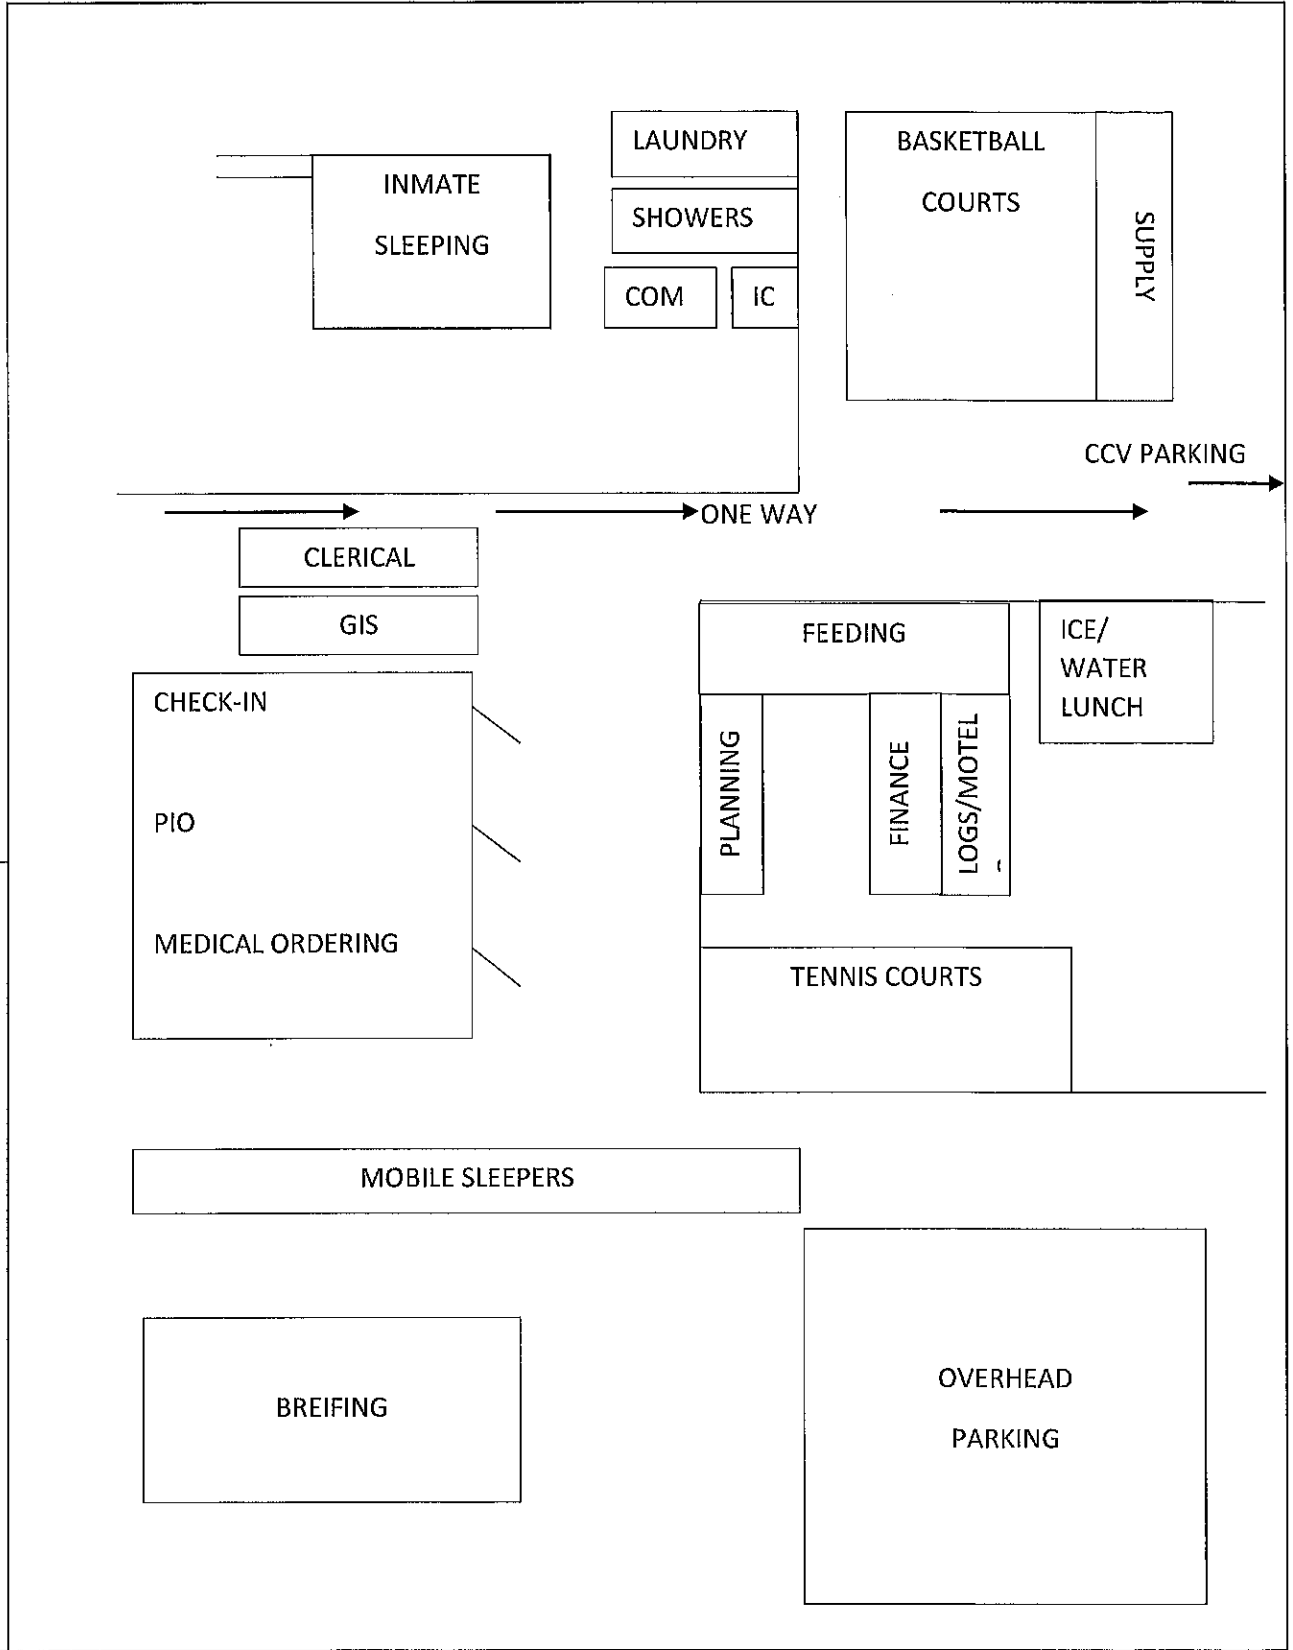 LAUNDRY
BASKETBALL
COURTS
INMATE
SLEEPING
SHOWERS
SUPPLY
COM
IC
CCV PARKING
ONE WAY
CLERICAL
GIS
FEEDING
ICE/
WATER
LUNCH
CHECK-IN
PLANNING
FINANCE
LOGS/MOTEL
PIO
MEDICAL ORDERING
TENNIS COURTS
MOBILE SLEEPERS
BREIFING
OVERHEAD
PARKING